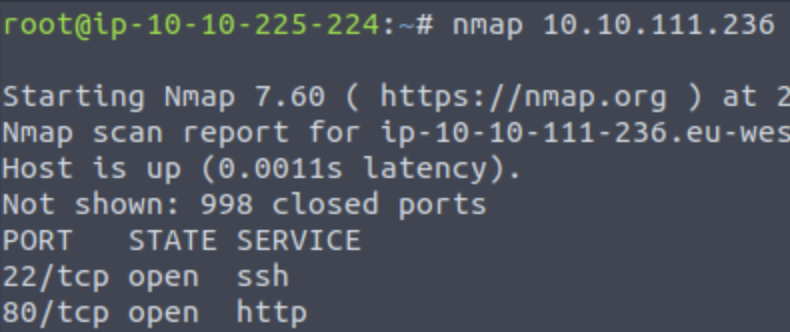 root@ip-10-10-225-224:~# nmap 10.10.111.236
Starting Nmap 7.60 ( https://nmap.org ) at 2
Nmap scan report for ip-10-10-111-236.eu-wes
Host is up (0.0011s latency).
Not shown: 998 closed ports
PORT   STATE SERVICE
22/tcp open  ssh
80/tcp open  http